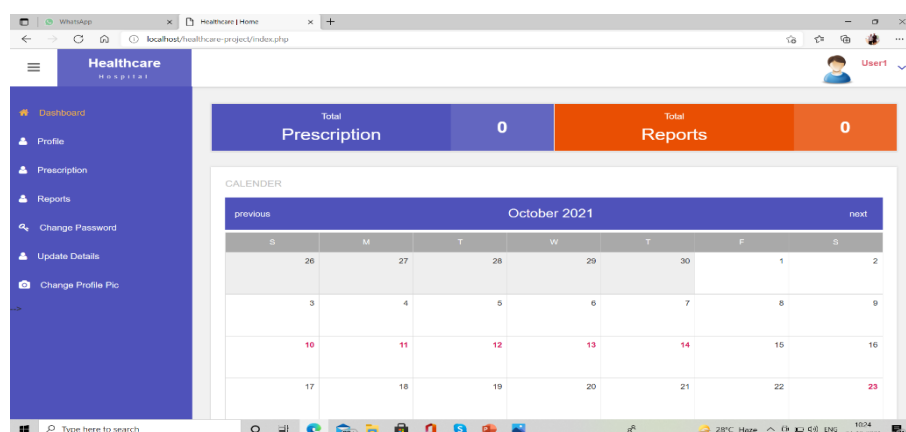 WhatsApp
Healthcare | Home
localhost/healthcare-project/index.php
Healthcare
Hospital
User1
Dashboard
Profile
Prescription
Reports
Change Password
Update Details
Change Profile Pic
-->
Total
Prescription
0
Total
Reports
0
CALENDER
previous
October 2021
next
S M T W T F S
26 27 28 29 30 1 2
3 4 5 6 7 8 9
10 11 12 13 14 15 16
17 18 19 20 21 22 23
Type here to search
28°C Haze
ENG
10:24